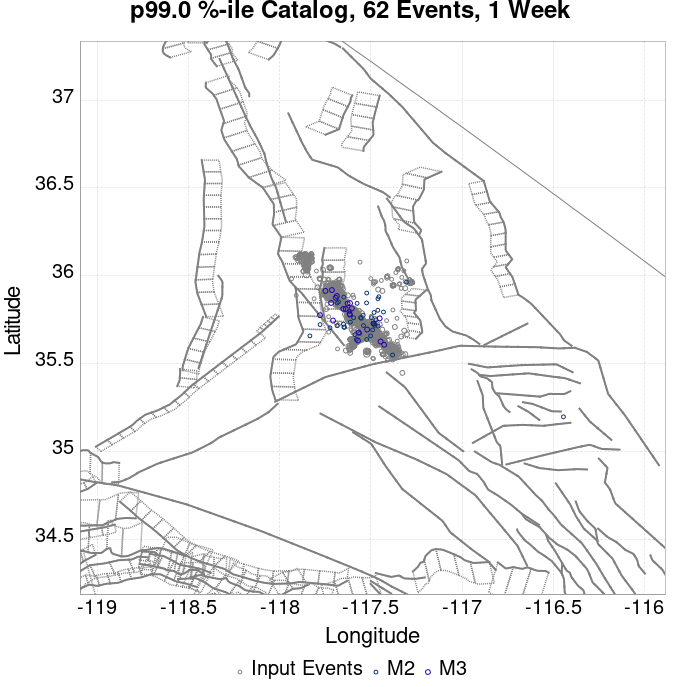 p99.0 %-ile Catalog, 62 Events, 1 Week
37
36.5
36
35.5
35
34.5
Latitude
-119 -118.5 -118 -117.5 -117 -116.5 -116
Longitude
Input Events M2 M3